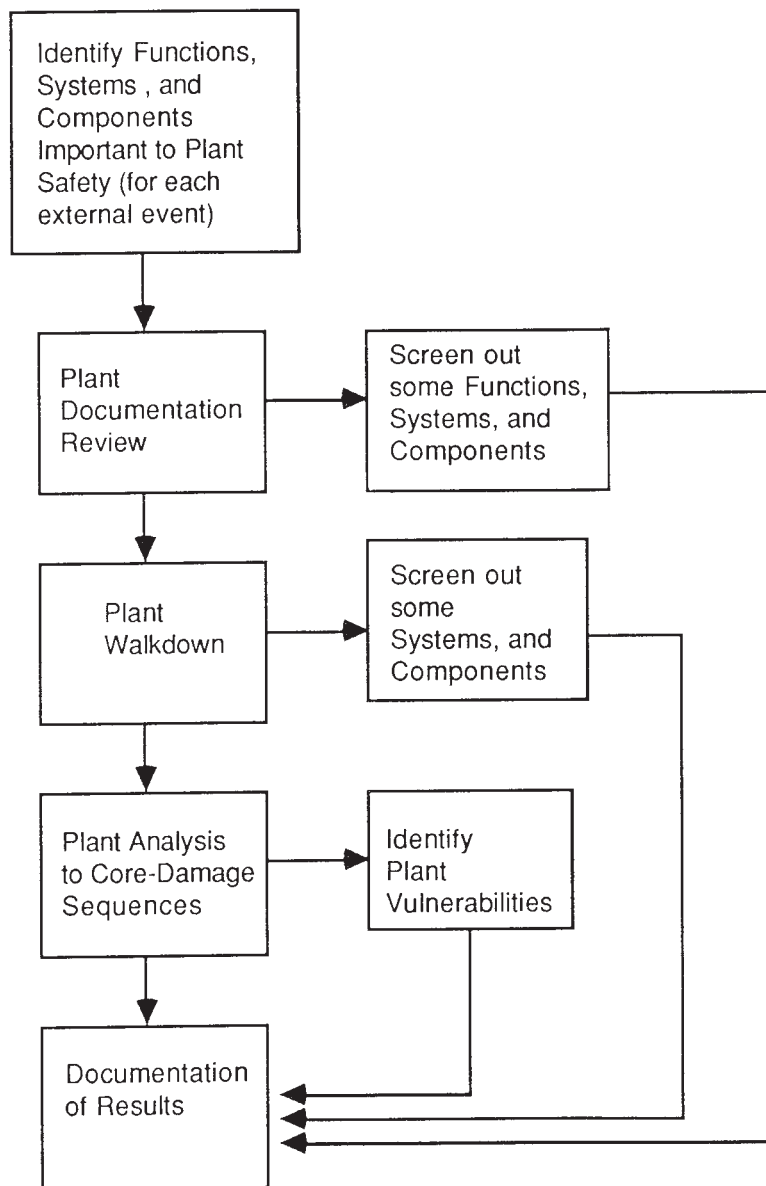 Identify Functions,
Systems , and
Components
Important to Plant
Safety (for each
external event)
Plant
Documentation
Review
Screen out
some Functions,
Systems, and
Components
Plant
Walkdown
Screen out
some
Systems, and
Components
Plant Analysis
to Core-Damage
Sequences
Identify
Plant
Vulnerabilities
Documentation
of Results